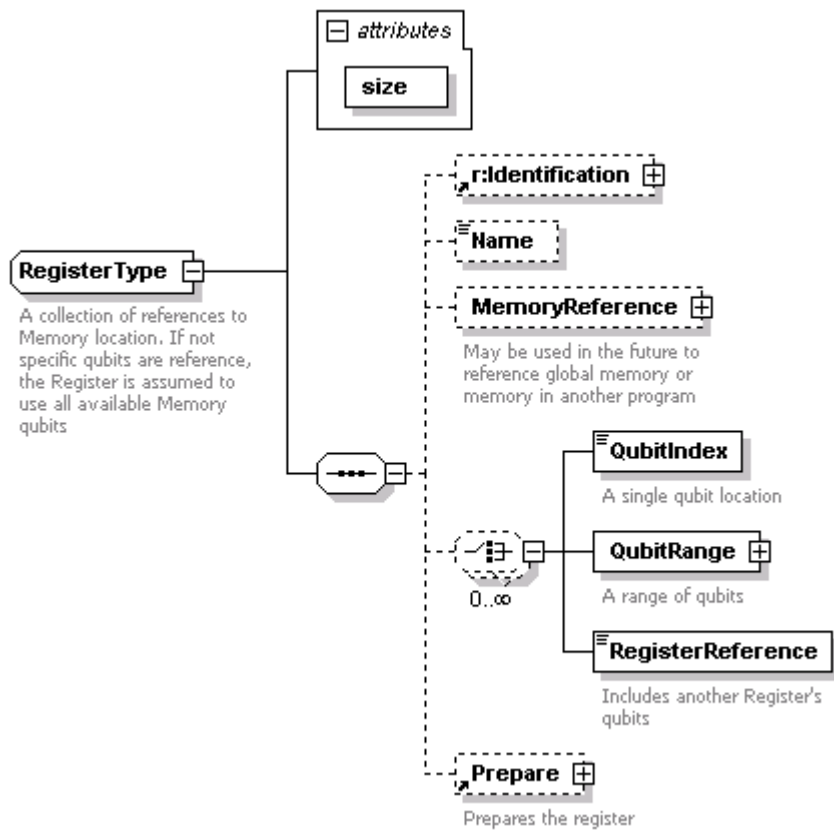 attributes
size
r:Identification
Name
RegisterType
MemoryReference
A collection of references to
Memory location. If not
specific qubits are reference,
the Register is assumed to
use all available Memory
qubits
May be used in the future to
reference global memory or
memory in another program
QubitIndex
A single qubit location
QubitRange
0..∞
A range of qubits
RegisterReference
Includes another Register's
qubits
Prepare
Prepares the register